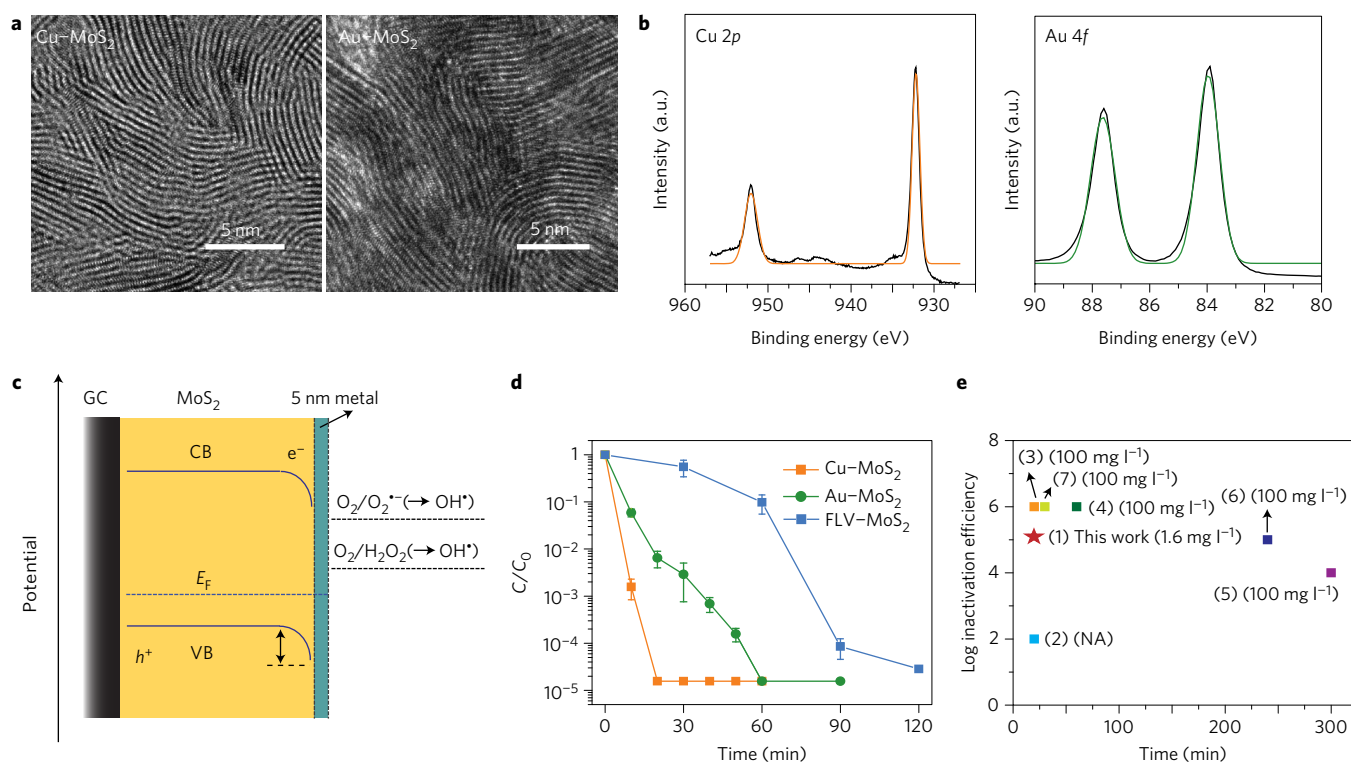 a
Cu–MoS2
5 nm
Au–MoS2
5 nm
b
Cu 2p
Intensity (a.u.)
960 950 940 930
Binding energy (eV)
Au 4f
Intensity (a.u.)
90 88 86 84 82 80
Binding energy (eV)
c
Potential
GC MoS2 5 nm metal
CB e−
O2/O2•−(→ OH•)
O2/H2O2(→ OH•)
EF
h+ VB
d
C/C0
1
10−1
10−2
10−3
10−4
10−5
0 30 60 90 120
Time (min)
Cu–MoS2
Au–MoS2
FLV–MoS2
e
Log inactivation efficiency
8
6
4
2
0
0 100 200 300
Time (min)
(3) (100 mg l−1)
(7) (100 mg l−1)
(6) (100 mg l−1)
(4) (100 mg l−1)
(1) This work (1.6 mg l−1)
(5) (100 mg l−1)
(2) (NA)